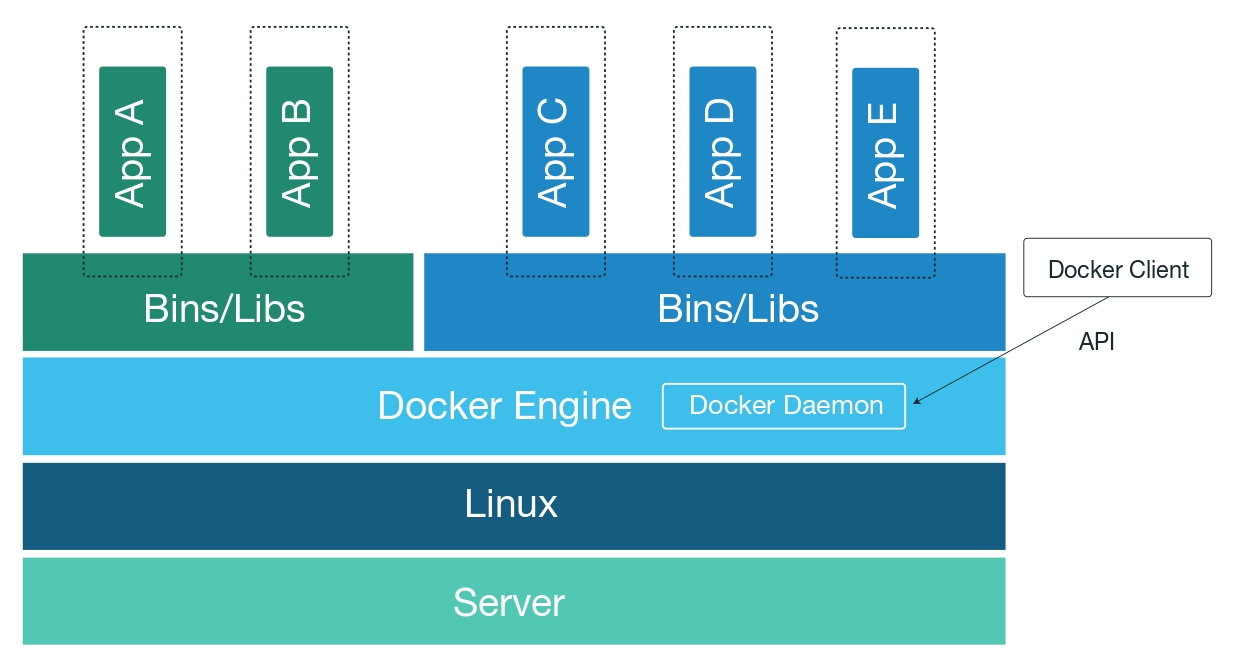 App A
App B
App C
App D
App E
Docker Client
Bins/Libs
Bins/Libs
API
Docker Engine
Docker Daemon
Linux
Server